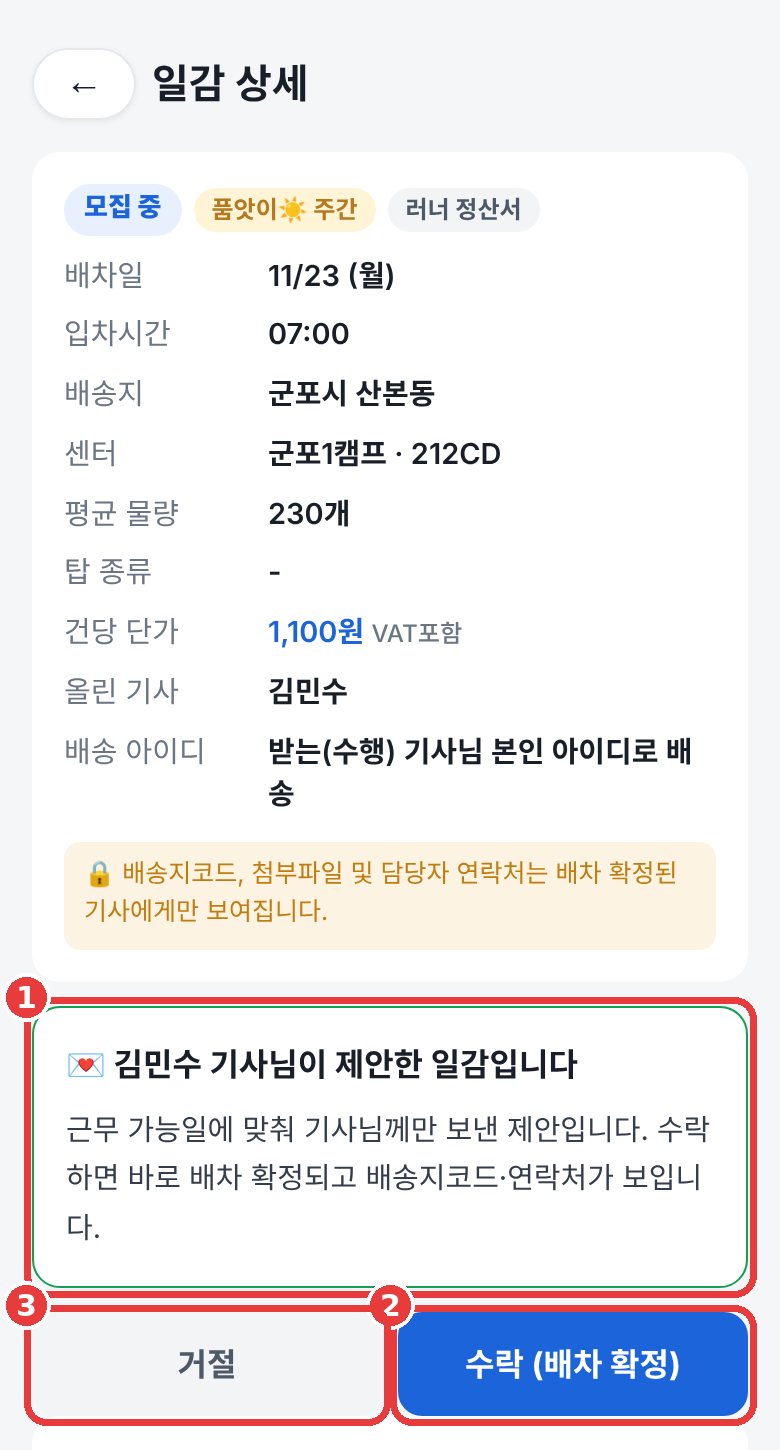 ← 일감 상세
모집 중 품앗이☀️ 주간 러너 정산서
배차일 11/23 (월)
입차시간 07:00
배송지 군포시 산본동
센터 군포1캠프 · 212CD
평균 물량 230개
탑 종류 -
건당 단가 1,100원 VAT포함
올린 기사 김민수
배송 아이디 받는(수행) 기사님 본인 아이디로 배
송
🔒 배송지코드, 첨부파일 및 담당자 연락처는 배차 확정된
기사에게만 보여집니다.
1
💌 김민수 기사님이 제안한 일감입니다
근무 가능일에 맞춰 기사님께만 보낸 제안입니다. 수락
하면 바로 배차 확정되고 배송지코드·연락처가 보입니
다.
3 2
거절 수락 (배차 확정)